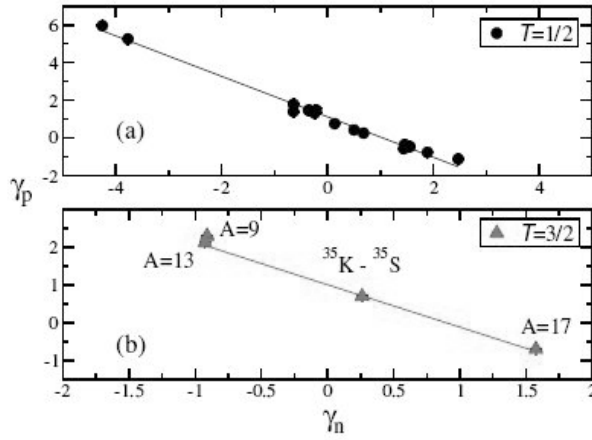 6
4
2
0
-2
T=1/2
(a)
-4 -2 0 2 4
γp
2
1
0
-1
T=3/2
A=9
A=13
35K - 35S
A=17
(b)
-2 -1.5 -1 -0.5 0 0.5 1 1.5 2
γn